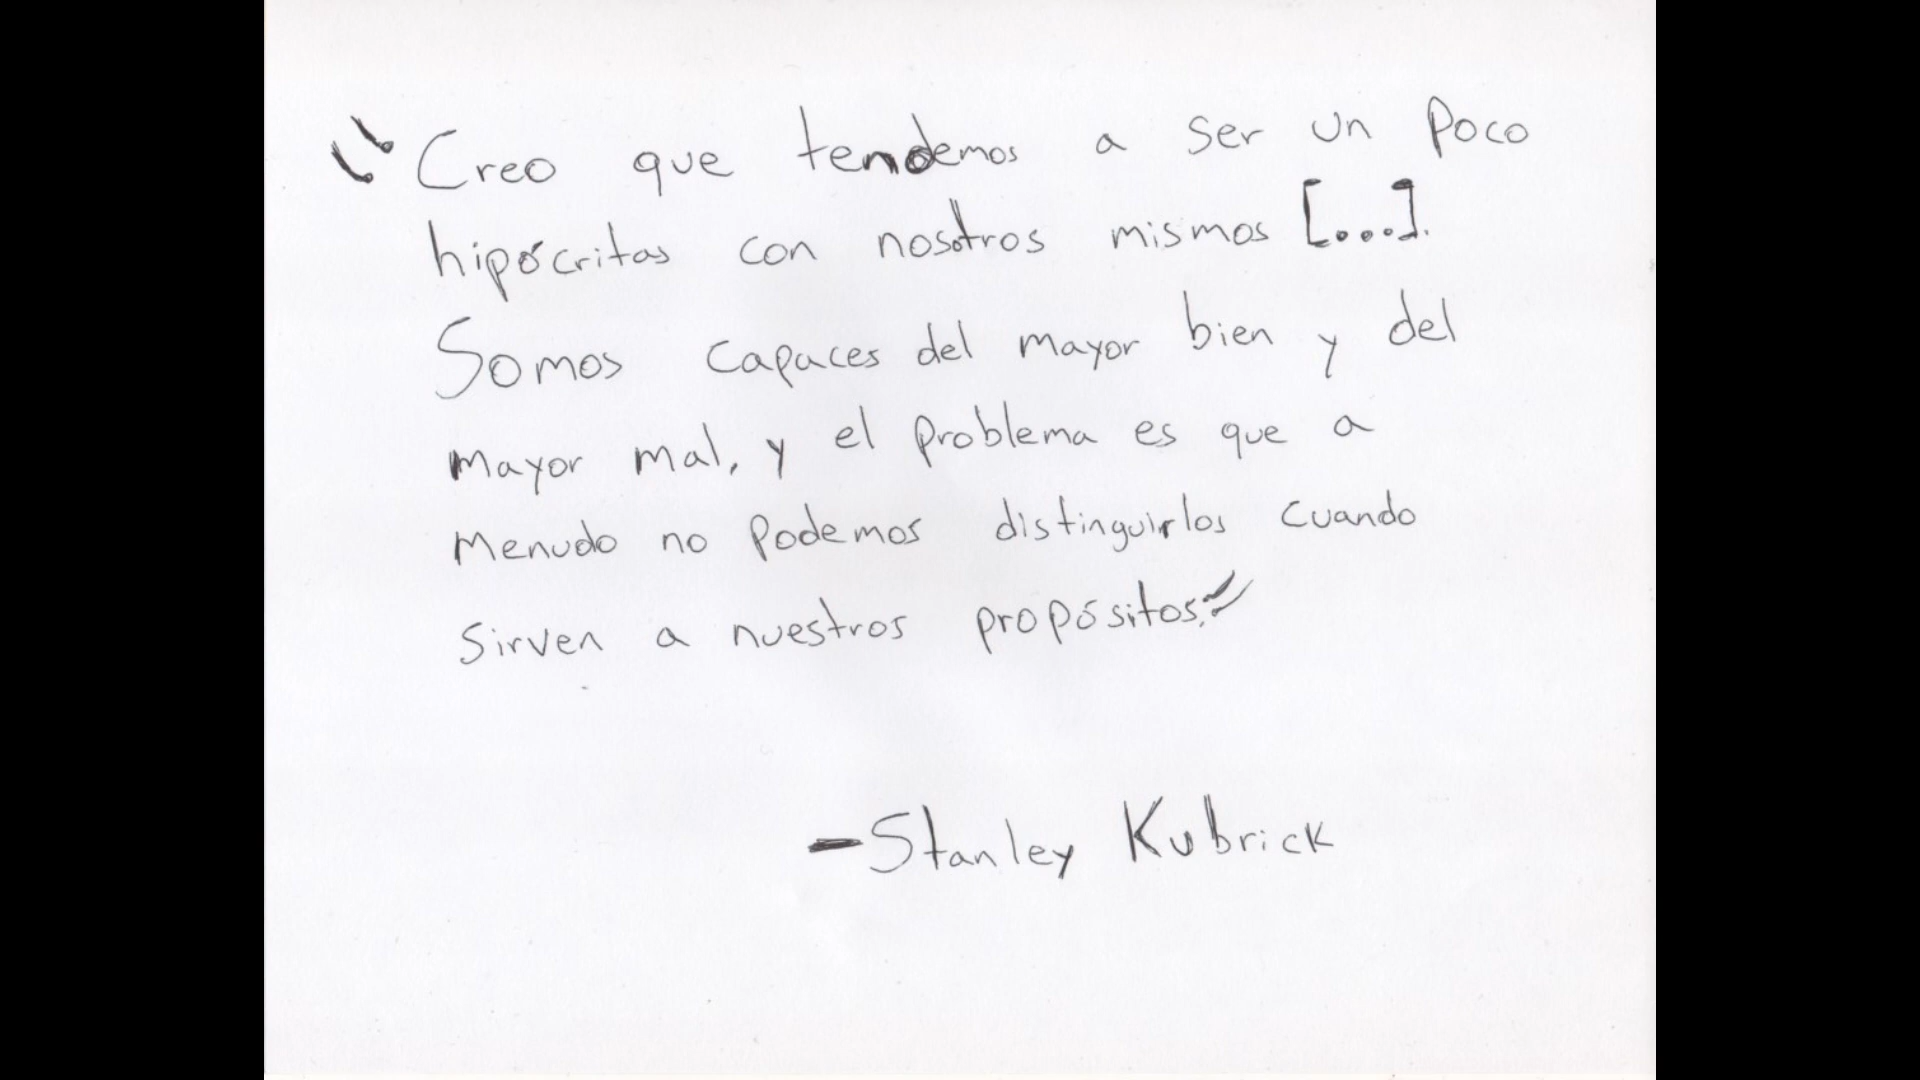 “Creo que tendemos a ser un poco
hipócritas con nosotros mismos [...].
Somos capaces del mayor bien y del
mayor mal, y el problema es que a
menudo no podemos distinguirlos cuando
sirven a nuestros propósitos.”
-Stanley Kubrick